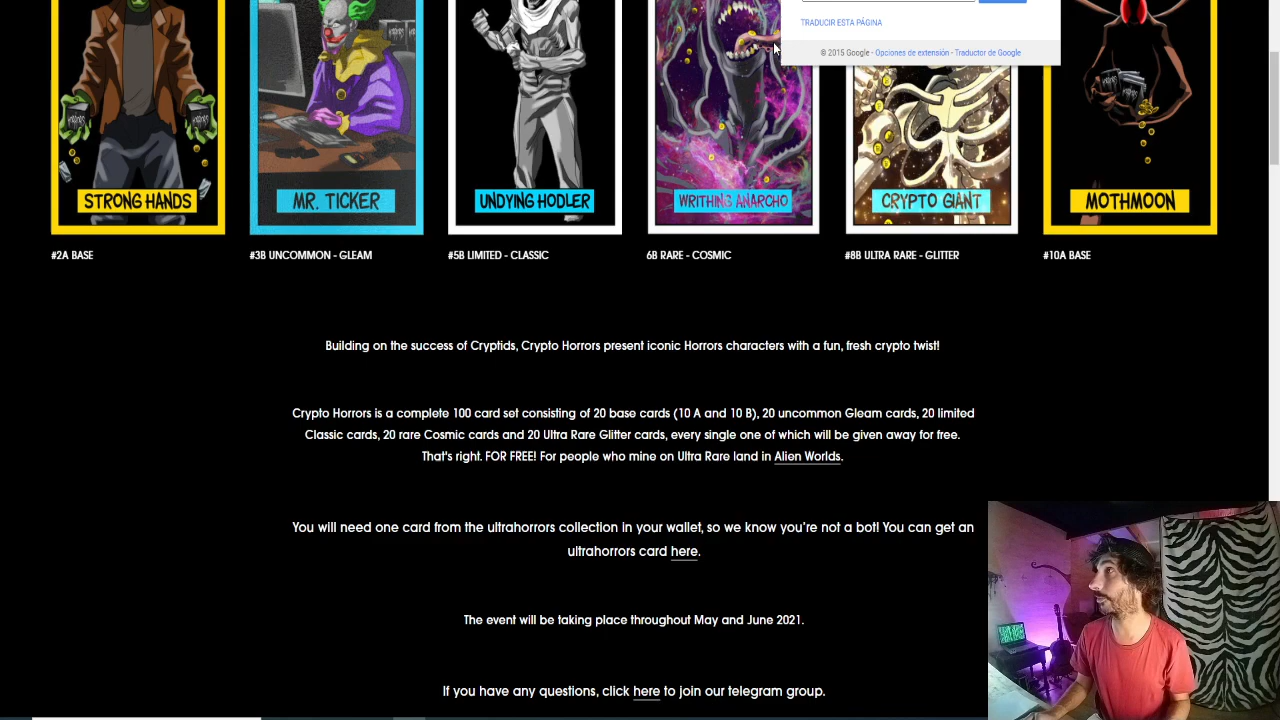 TRADUCIR ESTA PÁGINA
© 2015 Google - Opciones de extensión - Traductor de Google
STRONG HANDS
MR. TICKER
UNDYING HODLER
WRITHING ANARCHO
CRYPTO GIANT
MOTHMOON
#2A BASE
#3B UNCOMMON - GLEAM
#5B LIMITED - CLASSIC
6B RARE - COSMIC
#8B ULTRA RARE - GLITTER
#10A BASE
Building on the success of Cryptids, Crypto Horrors present iconic Horrors characters with a fun, fresh crypto twist!
Crypto Horrors is a complete 100 card set consisting of 20 base cards (10 A and 10 B), 20 uncommon Gleam cards, 20 limited
Classic cards, 20 rare Cosmic cards and 20 Ultra Rare Glitter cards, every single one of which will be given away for free.
That's right. FOR FREE! For people who mine on Ultra Rare land in Alien Worlds.
You will need one card from the ultrahorrors collection in your wallet, so we know you're not a bot! You can get an
ultrahorrors card here.
The event will be taking place throughout May and June 2021.
If you have any questions, click here to join our telegram group.